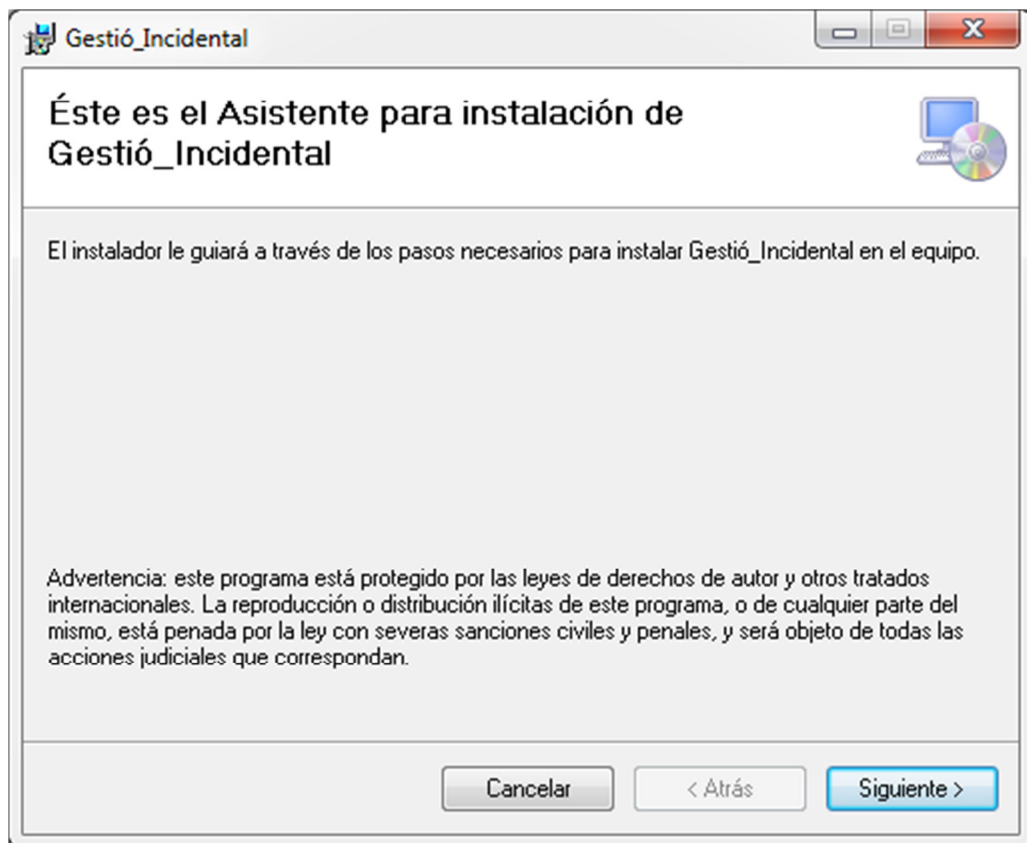 Gestió_Incidental
Éste es el Asistente para instalación de
Gestió_Incidental
El instalador le guiará a través de los pasos necesarios para instalar Gestió_Incidental en el equipo.
Advertencia: este programa está protegido por las leyes de derechos de autor y otros tratados
internacionales. La reproducción o distribución ilícitas de este programa, o de cualquier parte del
mismo, está penada por la ley con severas sanciones civiles y penales, y será objeto de todas las
acciones judiciales que correspondan.
Cancelar
< Atrás
Siguiente >